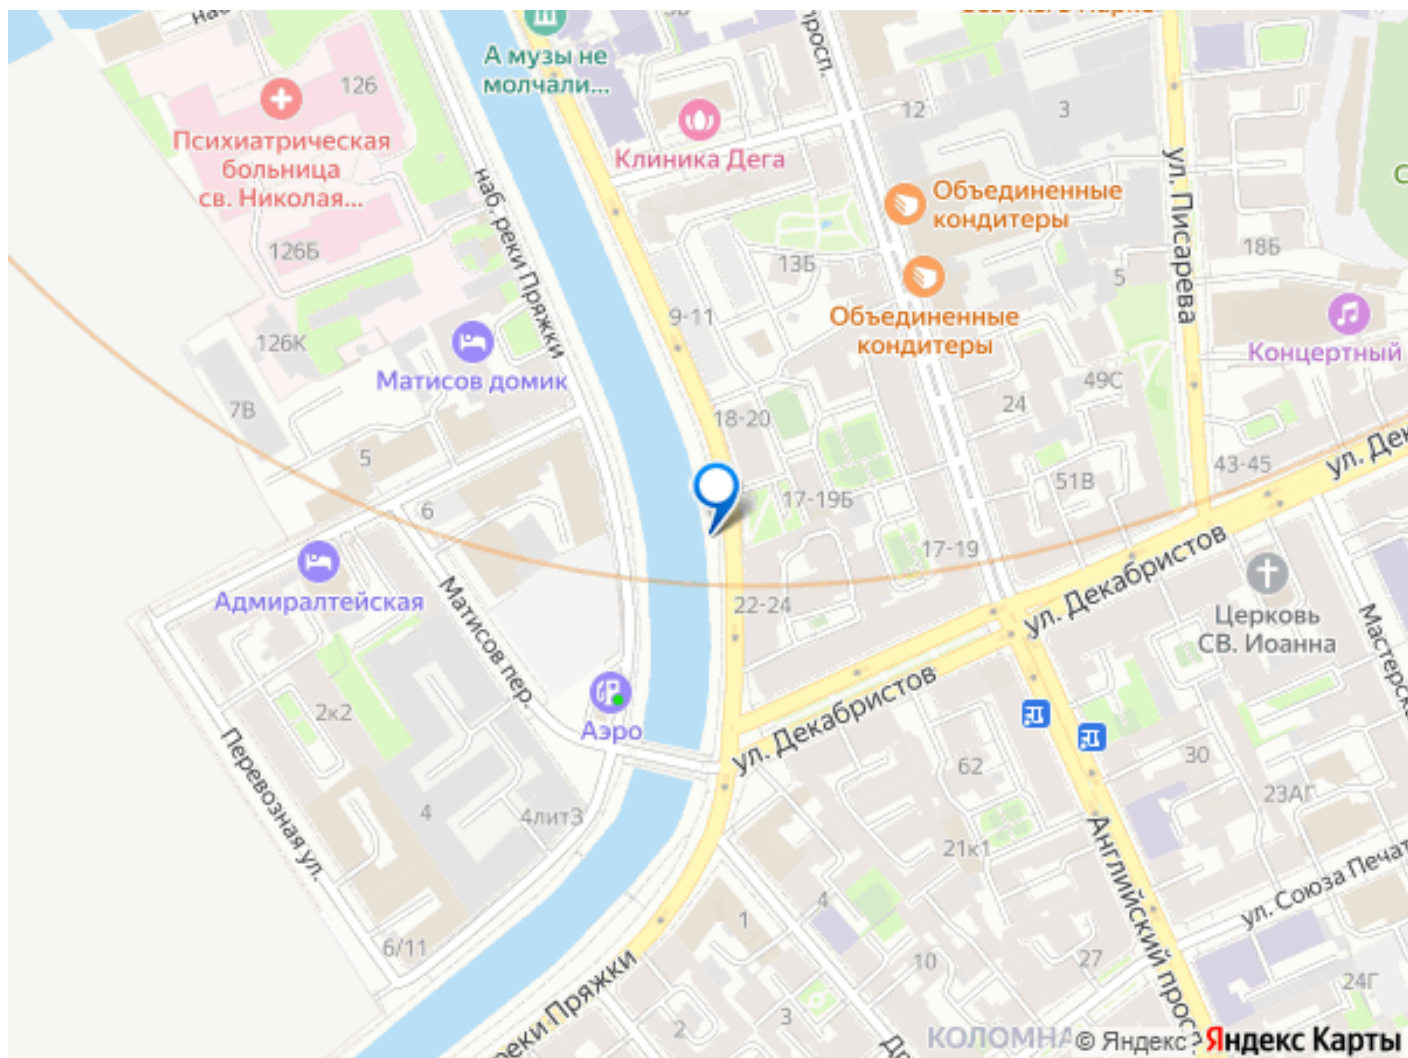 А музы не
молчали...
просп.
126
Психиатрическая
больница
св. Николая...
126Б
126К
наб. реки Пряжки
Клиника Дега
12
3
ул. Писарева
Объединенные
кондитеры
13Б
18Б
5
Объединенные
кондитеры
9-11
Концертный
Матисов домик
7В
49С
24
18-20
5
43-45
ул. Дек
51В
17-19Б
6
17-19
Адмиралтейская
Матисов пер.
22-24
ул. Декабристов
Церковь
СВ. Иоанна
Мастерск
Аэро
2к2
ул. Декабристов
Перевозная ул.
62
30
23АГ
4
4лит3
21к1
Английский просп
ул. Союза Печат
4
1
6/11
реки Пряжки
10
27
24Г
2
3
КОЛОМНА
© Яндекс
Яндекс Карты